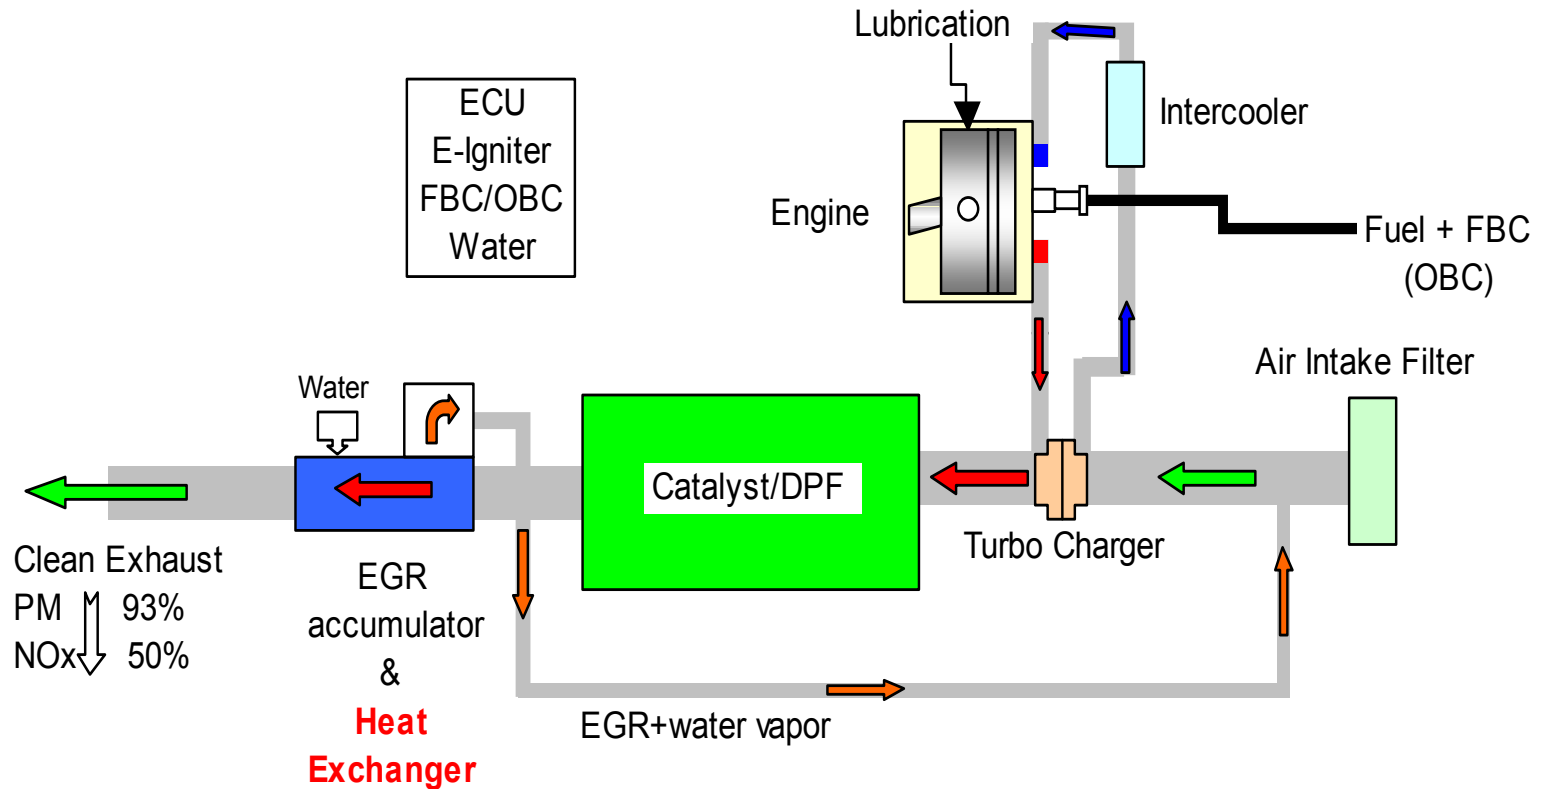 Lubrication
ECU
E-Igniter
FBC/OBC
Water
Intercooler
Engine
Fuel + FBC
(OBC)
Air Intake Filter
Water
Catalyst/DPF
Turbo Charger
Clean Exhaust
PM 93%
NOx 50%
EGR
accumulator
&
Heat
Exchanger
EGR+water vapor